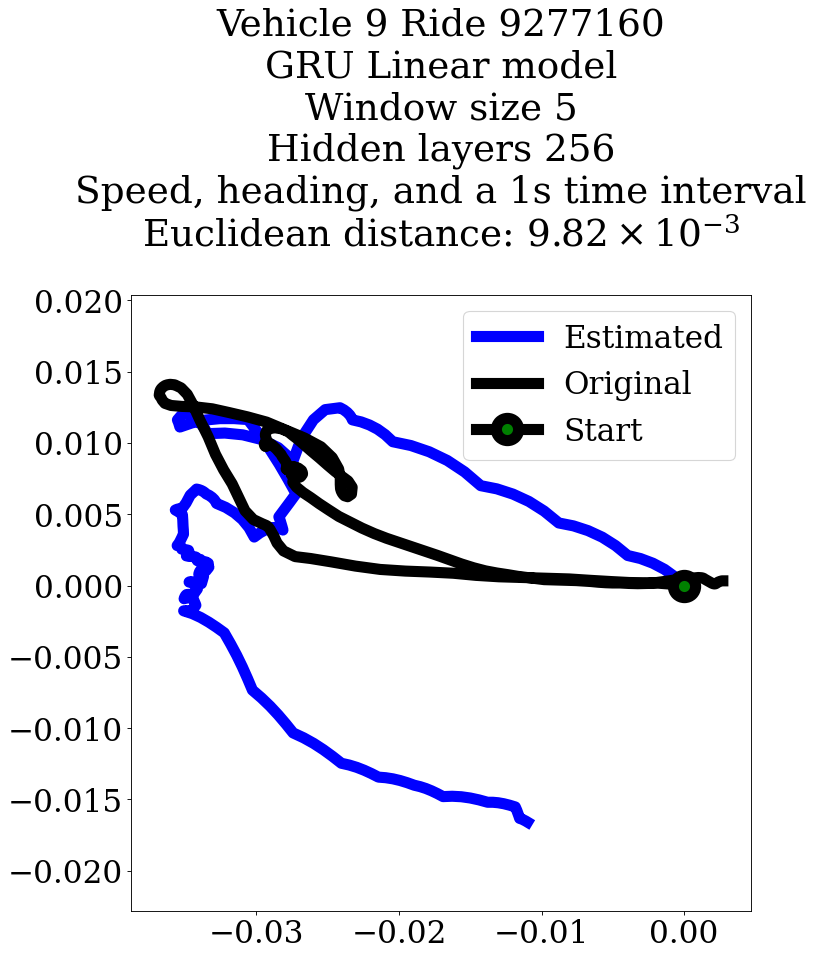 Vehicle 9 Ride 9277160
GRU Linear model
Window size 5
Hidden layers 256
Speed, heading, and a 1s time interval
Euclidean distance: 9.82 × 10⁻³
Estimated
Original
Start
0.020
0.015
0.010
0.005
0.000
−0.005
−0.010
−0.015
−0.020
−0.03 −0.02 −0.01 0.00